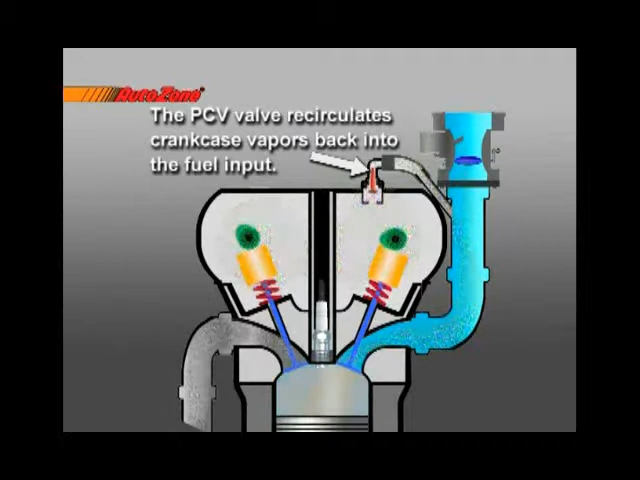 AutoZone
The PCV valve recirculates
crankcase vapors back into
the fuel input.